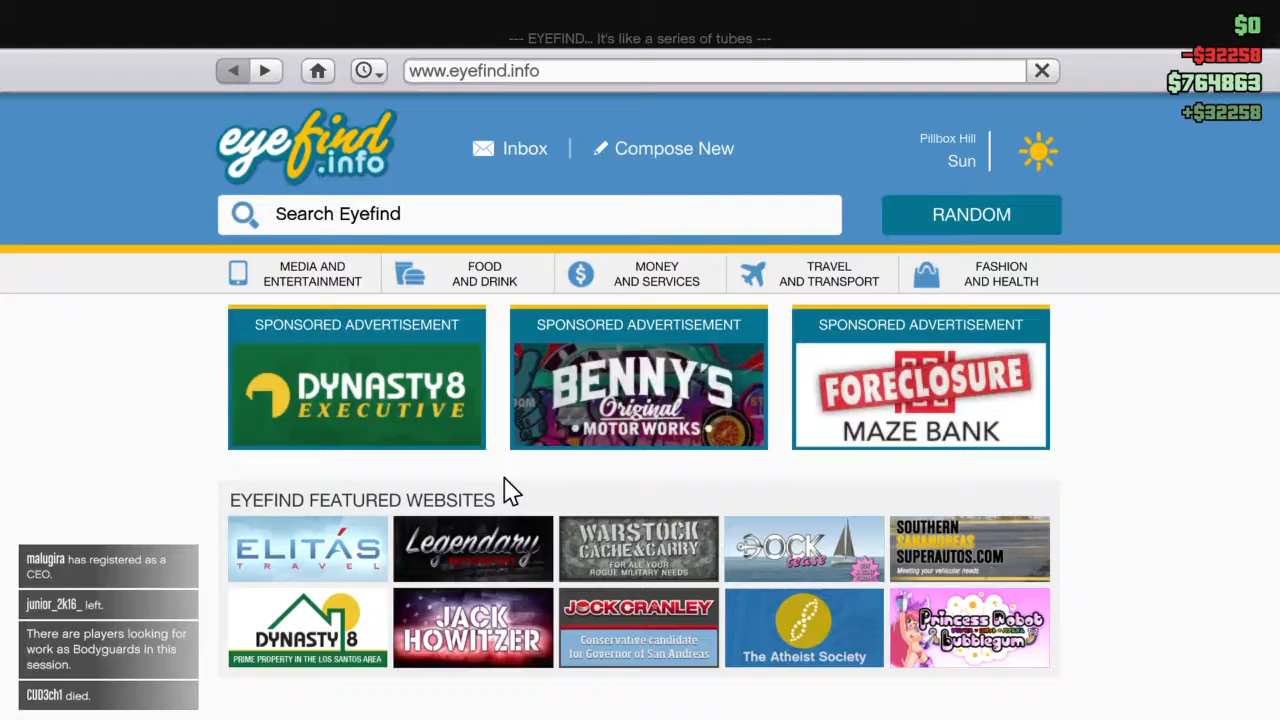 --- EYEFIND... It's like a series of tubes ---
$0
-$32258
$764863
+$32258
www.eyefind.info
eyefind
.info
Inbox
Compose New
Pillbox Hill
Sun
Search Eyefind
RANDOM
MEDIA AND
ENTERTAINMENT
FOOD
AND DRINK
MONEY
AND SERVICES
TRAVEL
AND TRANSPORT
FASHION
AND HEALTH
SPONSORED ADVERTISEMENT
DYNASTY8
EXECUTIVE
SPONSORED ADVERTISEMENT
BENNY'S
Original
MOTORWORKS
SPONSORED ADVERTISEMENT
FORECLOSURE
MAZE BANK
EYEFIND FEATURED WEBSITES
ELITÁS
TRAVEL
Legendary
WARSTOCK
CACHE&CARRY
FOR ALL YOUR
ROGUE MILITARY NEEDS
DOCK
tease
SOUTHERN
SANANDREAS
SUPERAUTOS.COM
Meeting your vehicular needs
DYNASTY 8
PRIME PROPERTY IN THE LOS SANTOS AREA
JACK
HOWITZER
JOCK CRANLEY
Conservative candidate
for Governor of San Andreas
The Atheist Society
Princess Robot
Bubblegum
malugira has registered as a
CEO.
junior_2k16_ left.
There are players looking for
work as Bodyguards in this
session.
CUD3ch1 died.